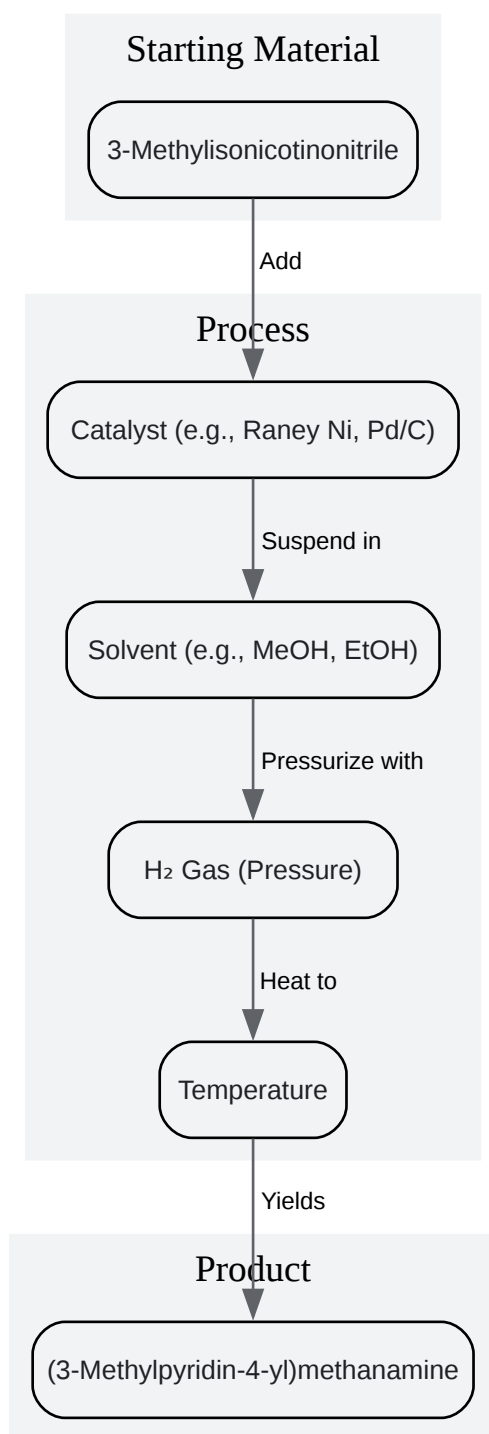 Starting Material
3-Methylisonicotinonitrile
Add
Process
Catalyst (e.g., Raney Ni, Pd/C)
Suspend in
Solvent (e.g., MeOH, EtOH)
Pressurize with
H₂ Gas (Pressure)
Heat to
Temperature
Yields
Product
(3-Methylpyridin-4-yl)methanamine